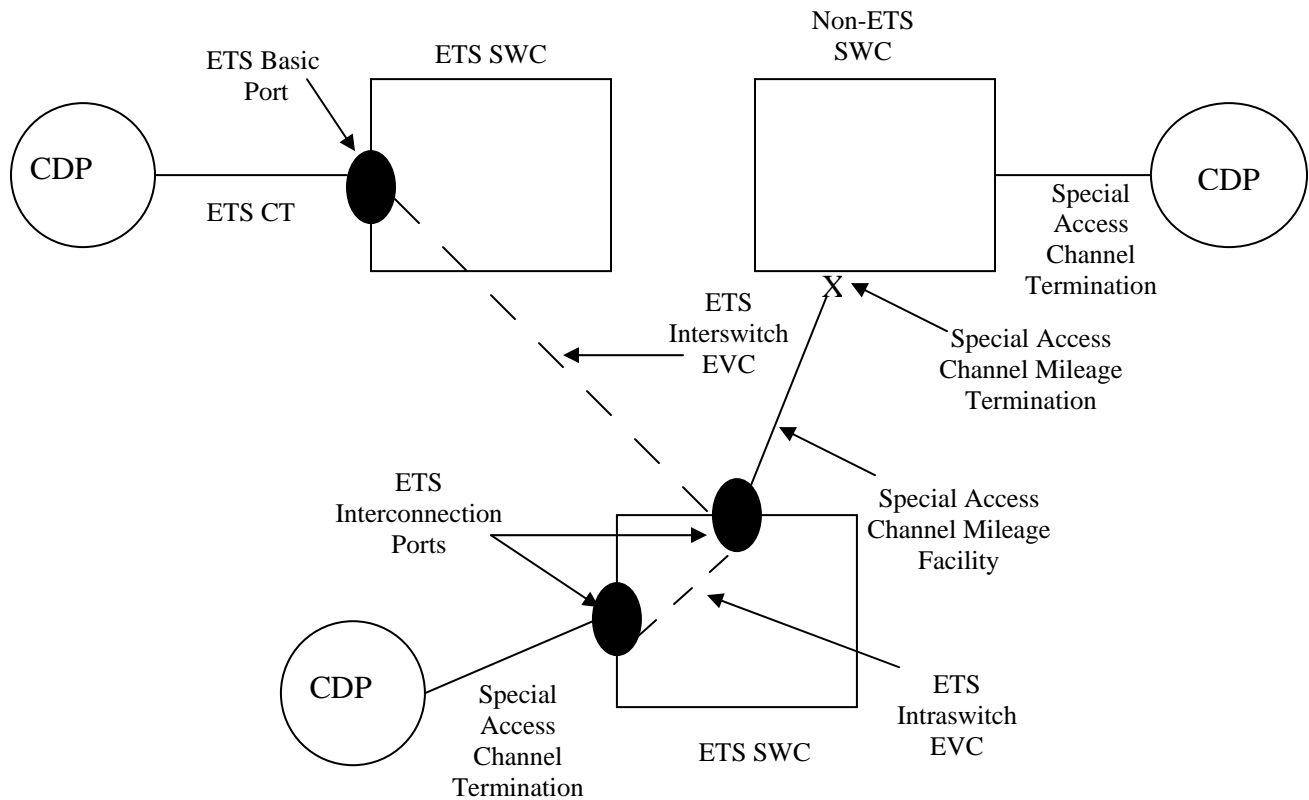 Non-ETS
SWC
ETS SWC
ETS Basic
Port
CDP
ETS CT
CDP
Special
Access
Channel
Termination
X
ETS
Interswitch
EVC
Special Access
Channel Mileage
Termination
ETS
Interconnection
Ports
Special Access
Channel Mileage
Facility
CDP
Special
Access
Channel
Termination
ETS
Intraswitch
EVC
ETS SWC